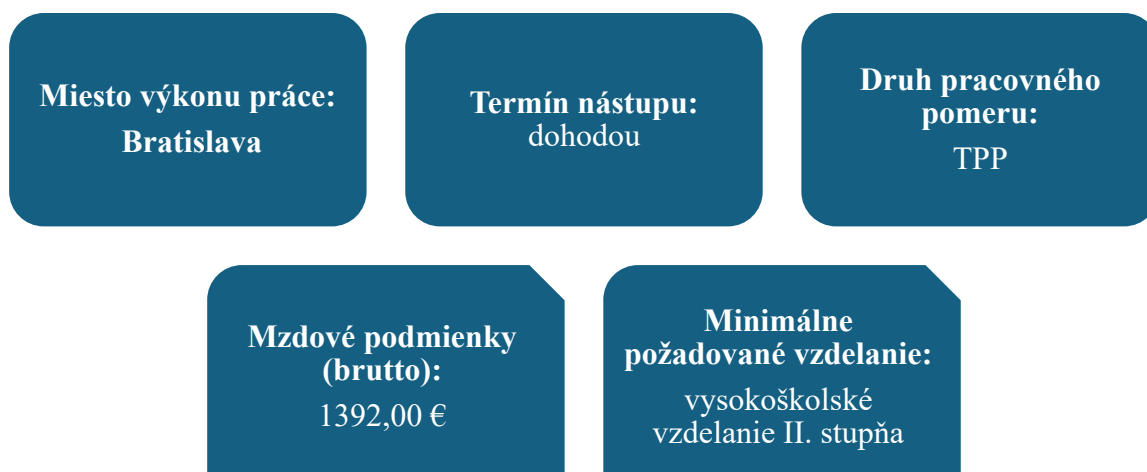 Miesto výkonu práce:
Bratislava
Termín nástupu:
dohodou
Druh pracovného
pomeru:
TPP
Mzdové podmienky
(brutto):
1392,00 €
Minimálne
požadované vzdelanie:
vysokoškolské
vzdelanie II. stupňa